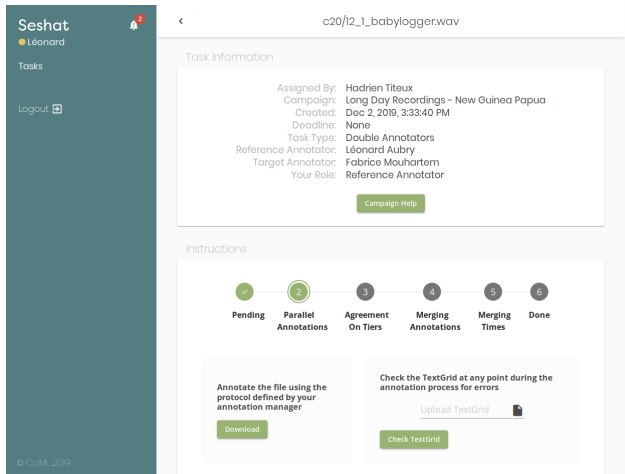 Seshat
2
Léonard
Tasks
Logout
© CoML 2019
c20/12_1_babylogger.wav
Task Information
Assigned By: Hadrien Titeux
Campaign: Long Day Recordings - New Guinea Papua
Created: Dec 2, 2019, 3:33:40 PM
Deadline: None
Task Type: Double Annotators
Reference Annotator: Léonard Aubry
Target Annotator: Fabrice Mouhartem
Your Role: Reference Annotator
Campaign Help
Instructions
2 3 4 5 6
Pending Parallel Agreement Merging Merging Done
Annotations On Tiers Annotations Times
Annotate the file using the
protocol defined by your
annotation manager
Download
Check the TextGrid at any point during the
annotation process for errors
Upload TextGrid
Check TextGrid